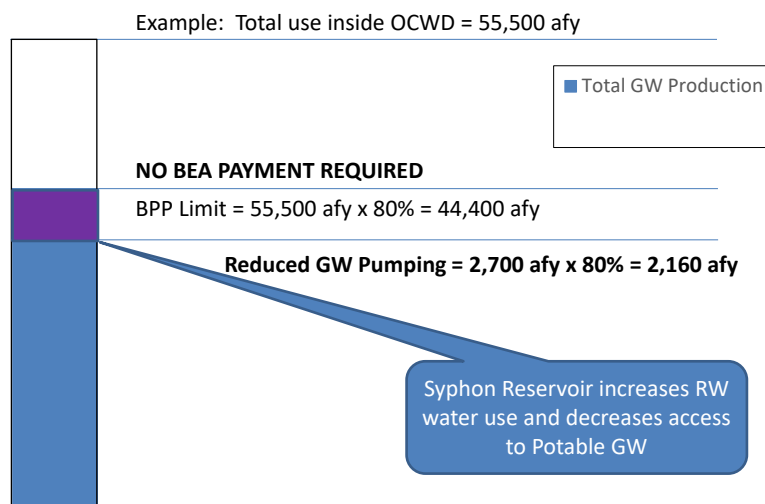 Example: Total use inside OCWD = 55,500 afy
Total GW Production
NO BEA PAYMENT REQUIRED
BPP Limit = 55,500 afy x 80% = 44,400 afy
Reduced GW Pumping = 2,700 afy x 80% = 2,160 afy
Syphon Reservoir increases RW
water use and decreases access
to Potable GW